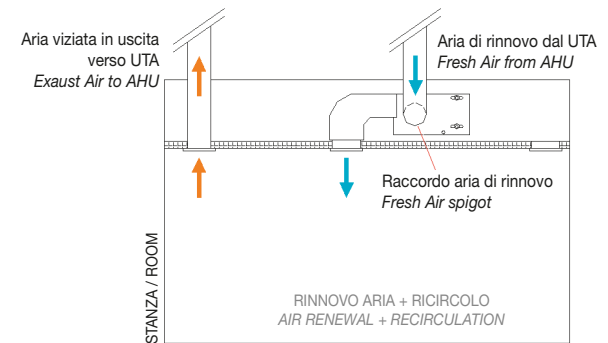 Aria viziata in uscita
verso UTA
Exaust Air to AHU
Aria di rinnovo dal UTA
Fresh Air from AHU
Raccordo aria di rinnovo
Fresh Air spigot
STANZA / ROOM
RINNOVO ARIA + RICIRCOLO
AIR RENEWAL + RECIRCULATION